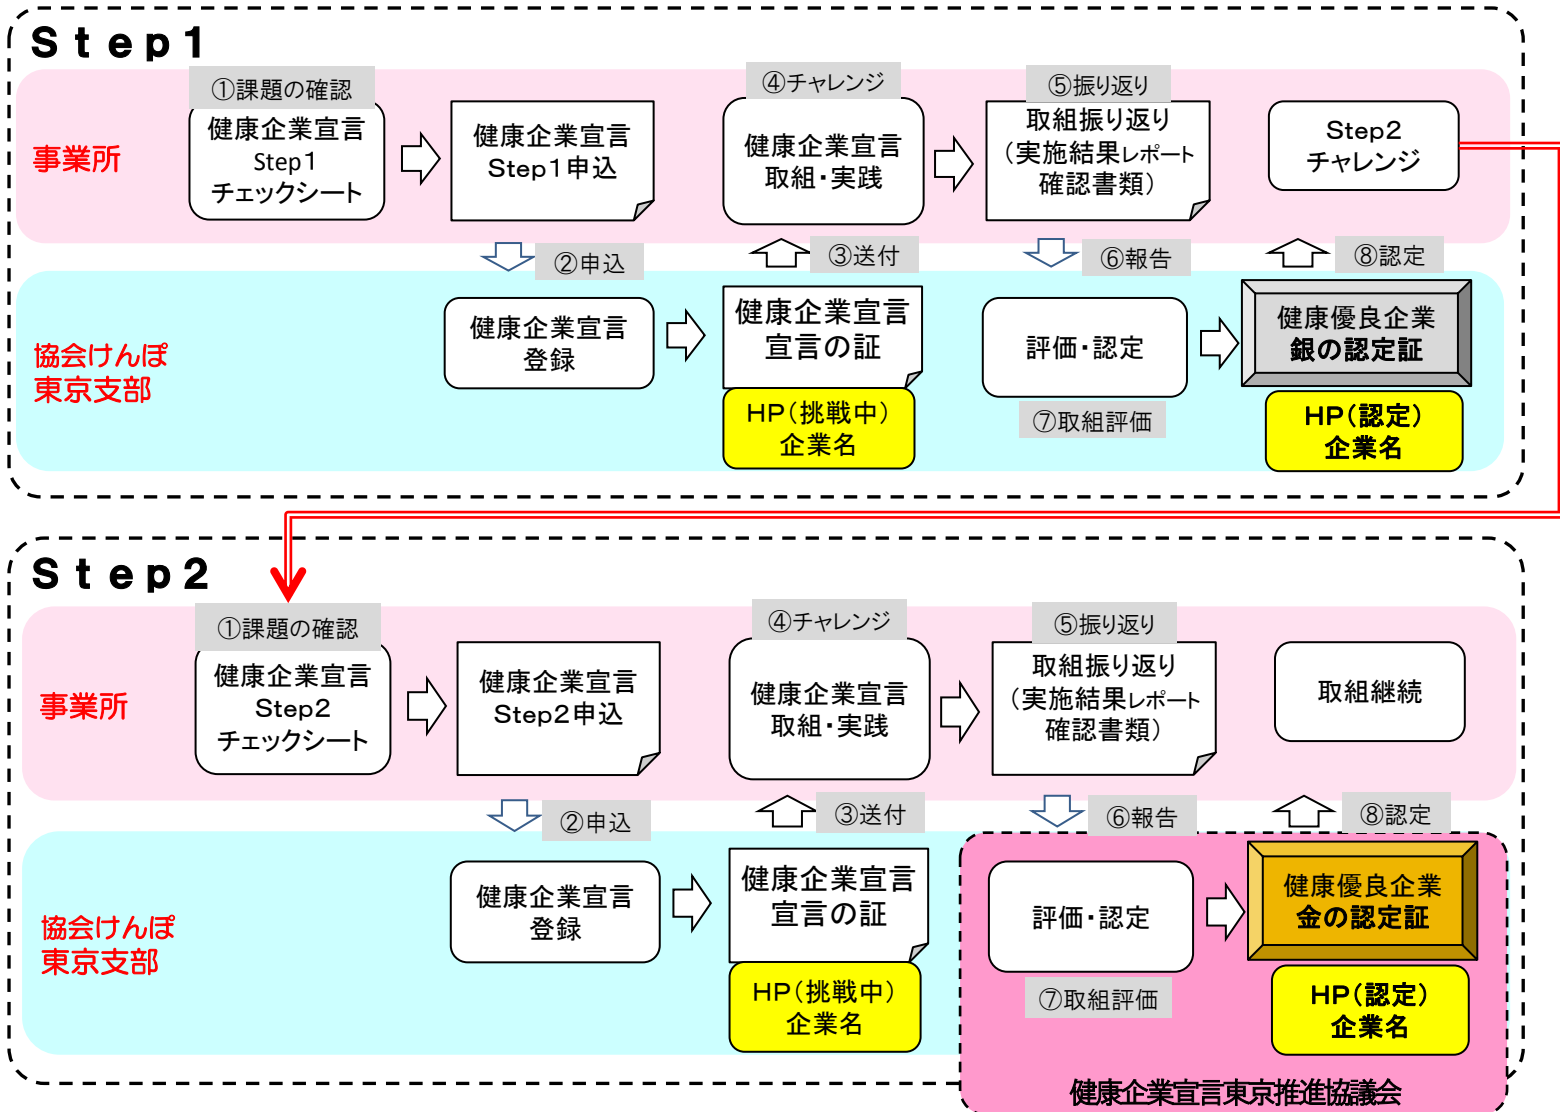 Step1
事業所
①課題の確認
健康企業宣言
Step1
チェックシート
健康企業宣言
Step1申込
④チャレンジ
健康企業宣言
取組・実践
⑤振り返り
取組振り返り
(実施結果レポート
確認書類)
Step2
チャレンジ
②申込
③送付
⑥報告
⑧認定
協会けんぽ
東京支部
健康企業宣言
登録
健康企業宣言
宣言の証
HP(挑戦中)
企業名
評価・認定
⑦取組評価
健康優良企業
銀の認定証
HP(認定)
企業名
Step2
事業所
①課題の確認
健康企業宣言
Step2
チェックシート
健康企業宣言
Step2申込
④チャレンジ
健康企業宣言
取組・実践
⑤振り返り
取組振り返り
(実施結果レポート
確認書類)
取組継続
②申込
③送付
⑥報告
⑧認定
協会けんぽ
東京支部
健康企業宣言
登録
健康企業宣言
宣言の証
HP(挑戦中)
企業名
評価・認定
⑦取組評価
健康優良企業
金の認定証
HP(認定)
企業名
健康企業宣言東京推進協議会